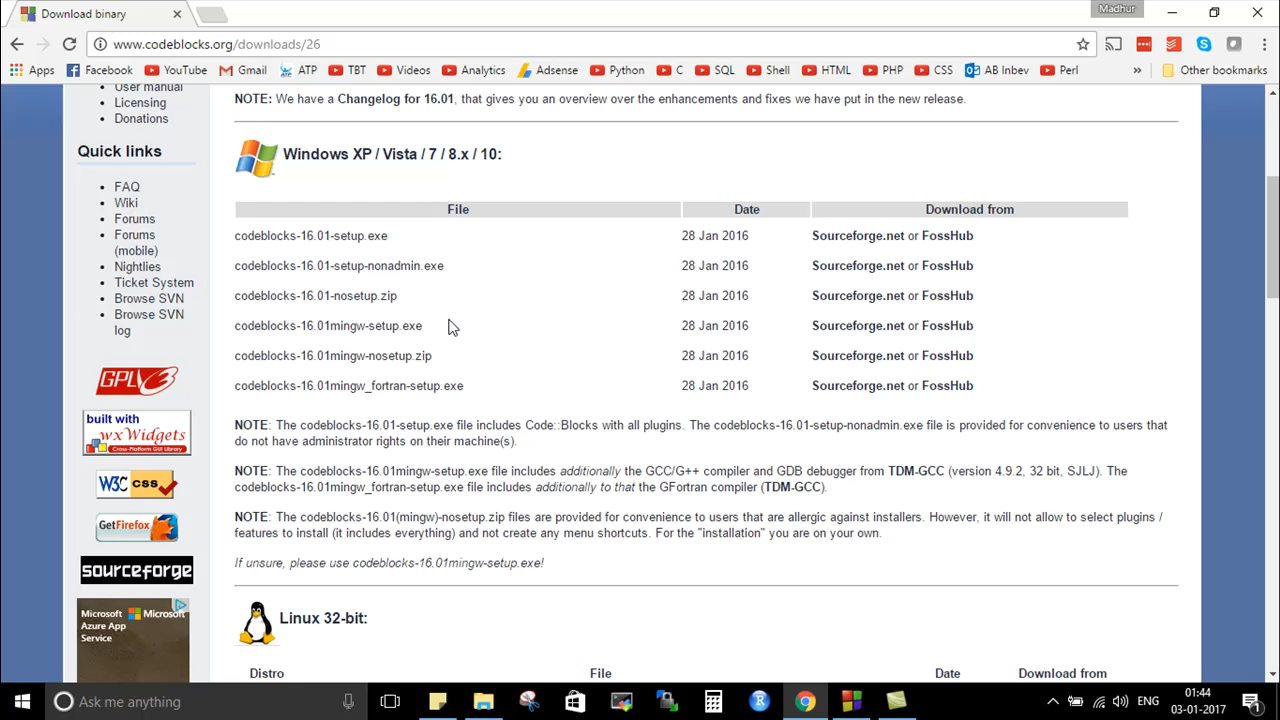 Download binary
Madhur
www.codeblocks.org/downloads/26
Apps Facebook YouTube Gmail ATP TBT Videos Analytics Adsense Python C SQL Shell HTML PHP CSS AB Inbev Perl » Other bookmarks
User manual
Licensing
Donations
Quick links
FAQ
Wiki
Forums
Forums
(mobile)
Nightlies
Ticket System
Browse SVN
Browse SVN
log
GPL v3
built with
wxWidgets
Cross-Platform GUI Library
W3C css
GetFirefox
sourceforge
Microsoft Microsoft
Azure App
Service
NOTE: We have a Changelog for 16.01, that gives you an overview over the enhancements and fixes we have put in the new release.
Windows XP / Vista / 7 / 8.x / 10:
File Date Download from
codeblocks-16.01-setup.exe 28 Jan 2016 Sourceforge.net or FossHub
codeblocks-16.01-setup-nonadmin.exe 28 Jan 2016 Sourceforge.net or FossHub
codeblocks-16.01-nosetup.zip 28 Jan 2016 Sourceforge.net or FossHub
codeblocks-16.01mingw-setup.exe 28 Jan 2016 Sourceforge.net or FossHub
codeblocks-16.01mingw-nosetup.zip 28 Jan 2016 Sourceforge.net or FossHub
codeblocks-16.01mingw_fortran-setup.exe 28 Jan 2016 Sourceforge.net or FossHub
NOTE: The codeblocks-16.01-setup.exe file includes Code::Blocks with all plugins. The codeblocks-16.01-setup-nonadmin.exe file is provided for convenience to users that
do not have administrator rights on their machine(s).
NOTE: The codeblocks-16.01mingw-setup.exe file includes additionally the GCC/G++ compiler and GDB debugger from TDM-GCC (version 4.9.2, 32 bit, SJLJ). The
codeblocks-16.01mingw_fortran-setup.exe file includes additionally to that the GFortran compiler (TDM-GCC).
NOTE: The codeblocks-16.01(mingw)-nosetup.zip files are provided for convenience to users that are allergic against installers. However, it will not allow to select plugins /
features to install (it includes everything) and not create any menu shortcuts. For the "installation" you are on your own.
If unsure, please use codeblocks-16.01mingw-setup.exe!
Linux 32-bit:
Distro File Date Download from
Ask me anything
ENG
01:44
03-01-2017